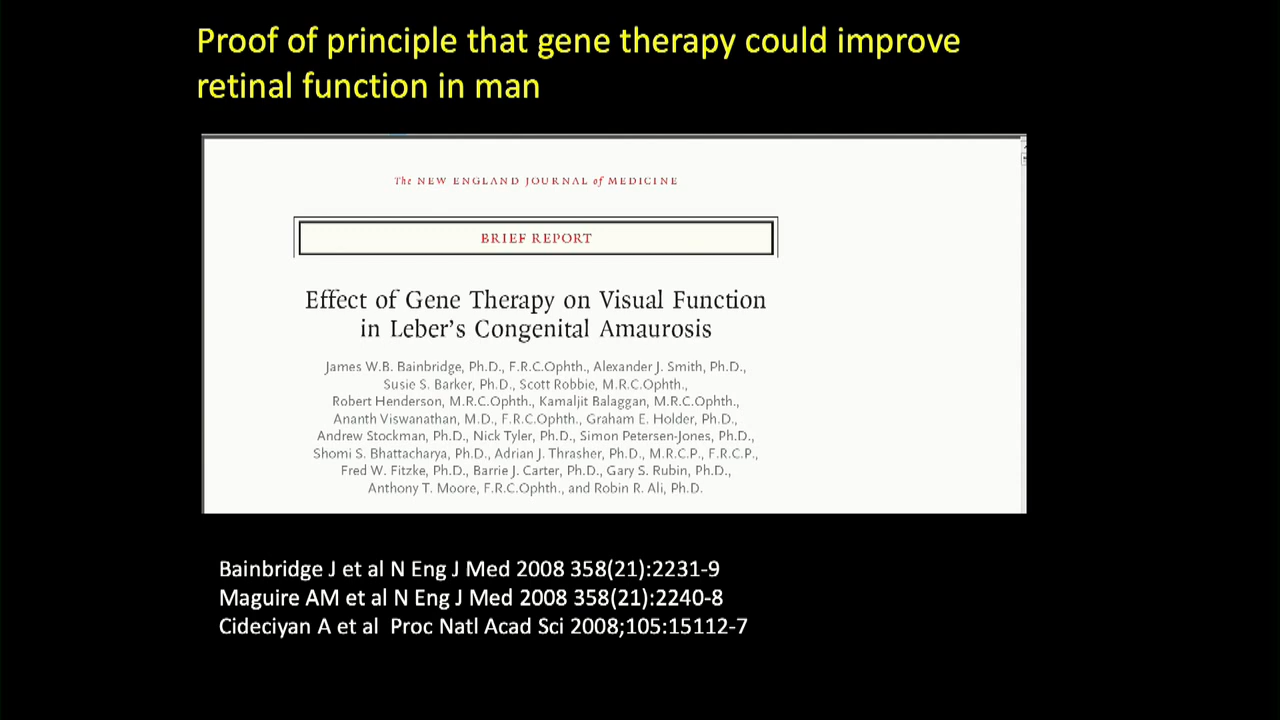 Proof of principle that gene therapy could improve
retinal function in man
The NEW ENGLAND JOURNAL of MEDICINE
BRIEF REPORT
Effect of Gene Therapy on Visual Function
in Leber's Congenital Amaurosis
James W.B. Bainbridge, Ph.D., F.R.C.Ophth., Alexander J. Smith, Ph.D.,
Susie S. Barker, Ph.D., Scott Robbie, M.R.C.Ophth.,
Robert Henderson, M.R.C.Ophth., Kamaljit Balaggan, M.R.C.Ophth.,
Ananth Viswanathan, M.D., F.R.C.Ophth., Graham E. Holder, Ph.D.,
Andrew Stockman, Ph.D., Nick Tyler, Ph.D., Simon Petersen-Jones, Ph.D.,
Shomi S. Bhattacharya, Ph.D., Adrian J. Thrasher, Ph.D., M.R.C.P., F.R.C.P.,
Fred W. Fitzke, Ph.D., Barrie J. Carter, Ph.D., Gary S. Rubin, Ph.D.,
Anthony T. Moore, F.R.C.Ophth., and Robin R. Ali, Ph.D.
Bainbridge J et al N Eng J Med 2008 358(21):2231-9
Maguire AM et al N Eng J Med 2008 358(21):2240-8
Cideciyan A et al  Proc Natl Acad Sci 2008;105:15112-7